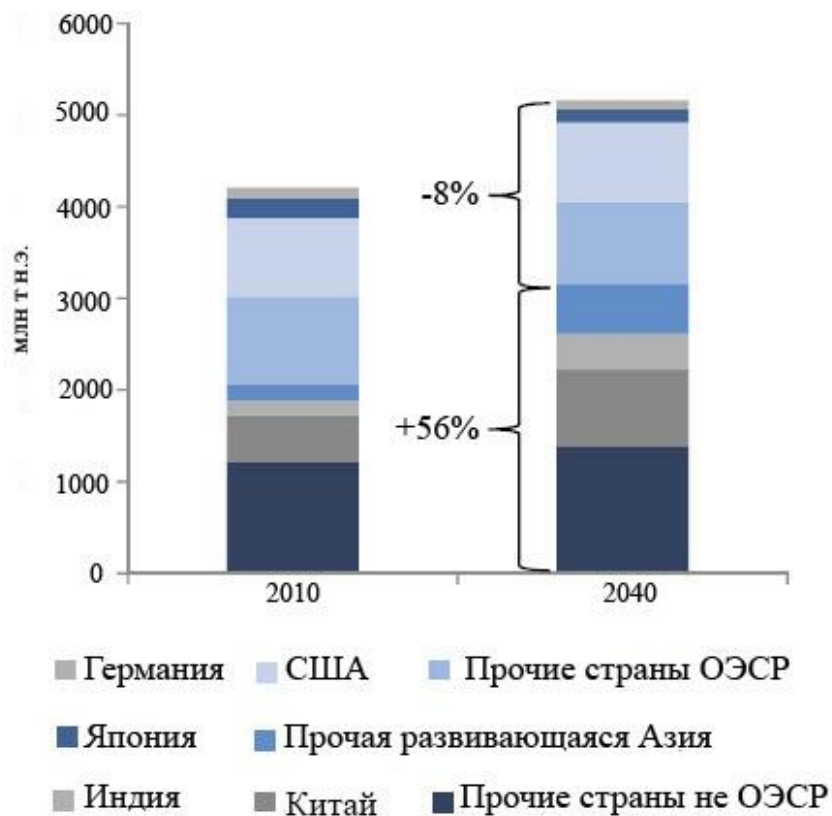 6000
5000
-8%
4000
млн т н.э.
3000
2000
+56%
1000
0
2010 2040
Германия США Прочие страны ОЭСР
Япония Прочая развивающаяся Азия
Индия Китай Прочие страны не ОЭСР